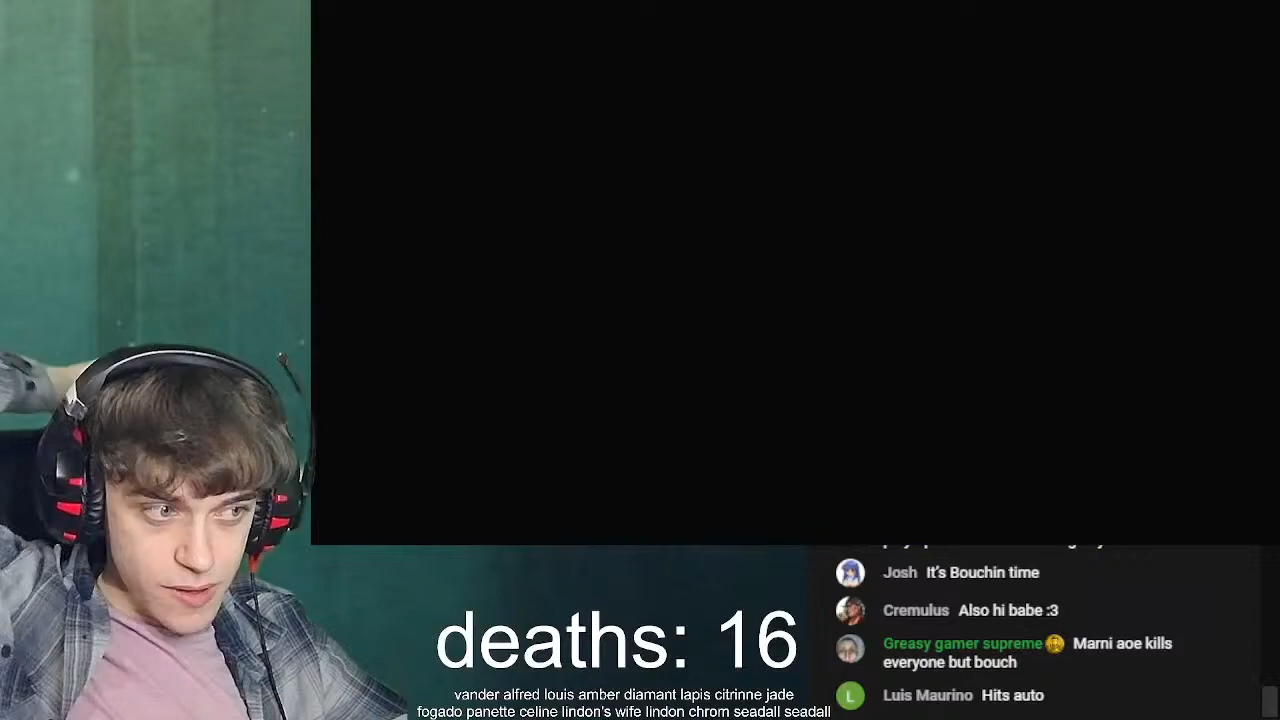 Josh It's Bouchin time
Cremulus Also hi babe :3
Greasy gamer supreme Marni aoe kills
everyone but bouch
Luis Maurino Hits auto
L
deaths: 16
vander alfred louis amber diamant lapis citrinne jade
fogado panette celine lindon's wife lindon chrom seadall seadall